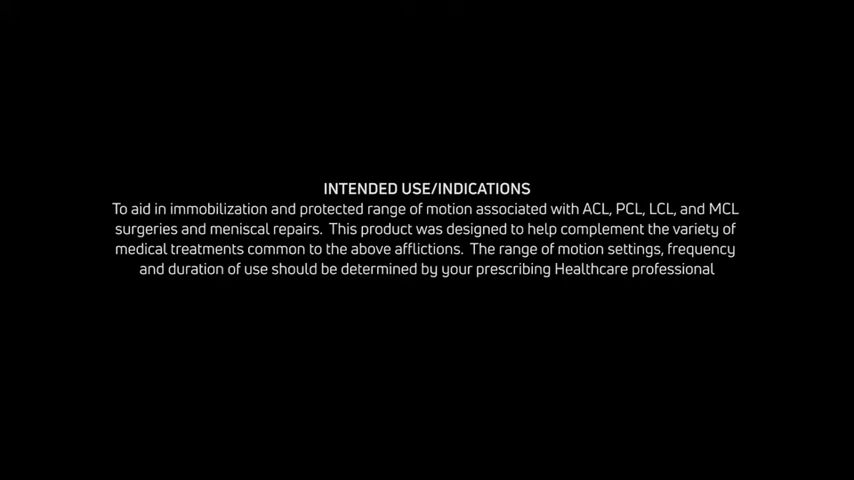 INTENDED USE/INDICATIONS
To aid in immobilization and protected range of motion associated with ACL, PCL, LCL, and MCL
surgeries and meniscal repairs.  This product was designed to help complement the variety of
medical treatments common to the above afflictions.  The range of motion settings, frequency
and duration of use should be determined by your prescribing Healthcare professional